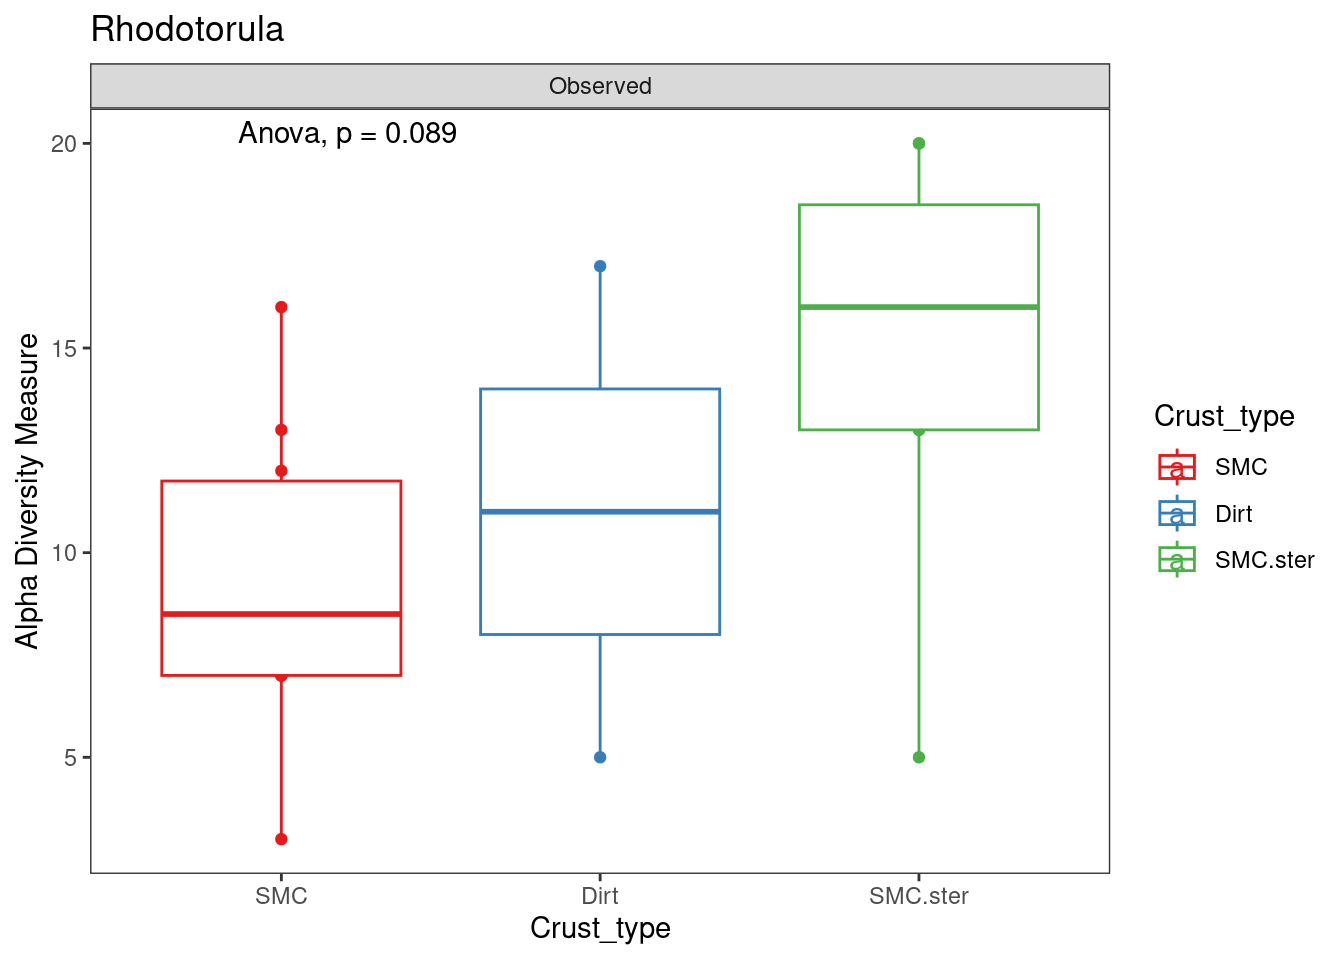 Rhodotorula
Observed
Anova, p = 0.089
20
15
10
5
Alpha Diversity Measure
SMC
Dirt
SMC.ster
Crust_type
Crust_type
a SMC
a Dirt
a SMC.ster